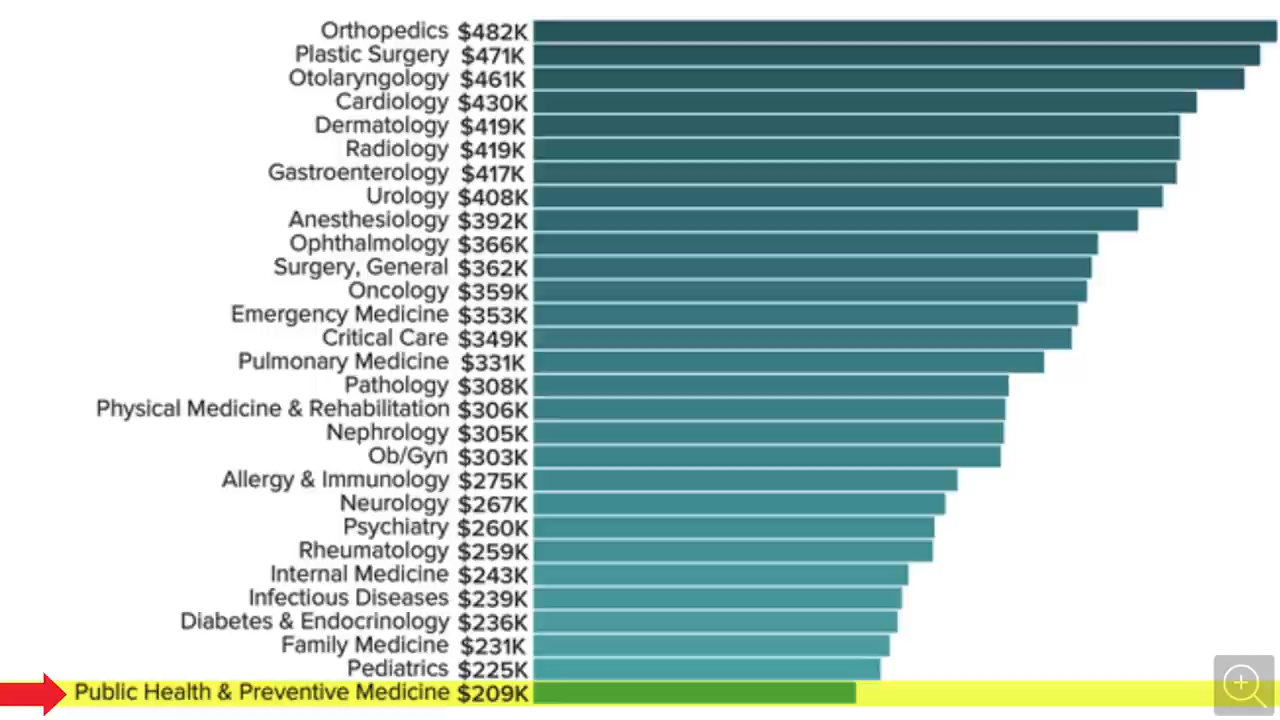 Orthopedics $482K
Plastic Surgery $471K
Otolaryngology $461K
Cardiology $430K
Dermatology $419K
Radiology $419K
Gastroenterology $417K
Urology $408K
Anesthesiology $392K
Ophthalmology $366K
Surgery, General $362K
Oncology $359K
Emergency Medicine $353K
Critical Care $349K
Pulmonary Medicine $331K
Pathology $308K
Physical Medicine & Rehabilitation $306K
Nephrology $305K
Ob/Gyn $303K
Allergy & Immunology $275K
Neurology $267K
Psychiatry $260K
Rheumatology $259K
Internal Medicine $243K
Infectious Diseases $239K
Diabetes & Endocrinology $236K
Family Medicine $231K
Pediatrics $225K
Public Health & Preventive Medicine $209K